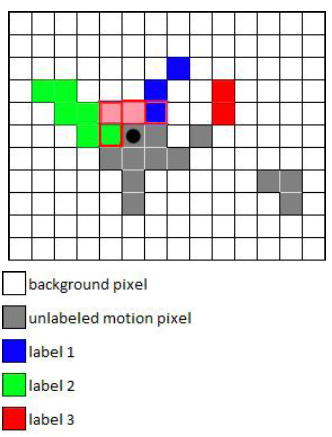 background pixel
unlabeled motion pixel
label 1
label 2
label 3